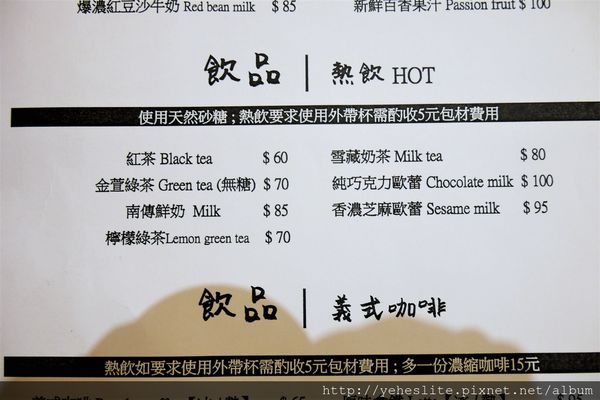 爆濃紅豆沙牛奶 Red bean milk $ 85
新鮮百香果汁 Passion fruit $ 100
飲品 | 熱飲 HOT
使用天然砂糖;熱飲要求使用外帶杯需酌收5元包材費用
紅茶 Black tea $ 60
雪藏奶茶 Milk tea $ 80
金萱綠茶 Green tea (無糖) $ 70
純巧克力歐蕾 Chocolate milk $ 100
南傳鮮奶 Milk $ 85
香濃芝麻歐蕾 Sesame milk $ 95
檸檬綠茶Lemon green tea $ 70
飲品 | 義式咖啡
熱飲如要求使用外帶杯需酌收5元包材費用;多一份濃縮咖啡15元
http://yeheslite.pixnet.net/album